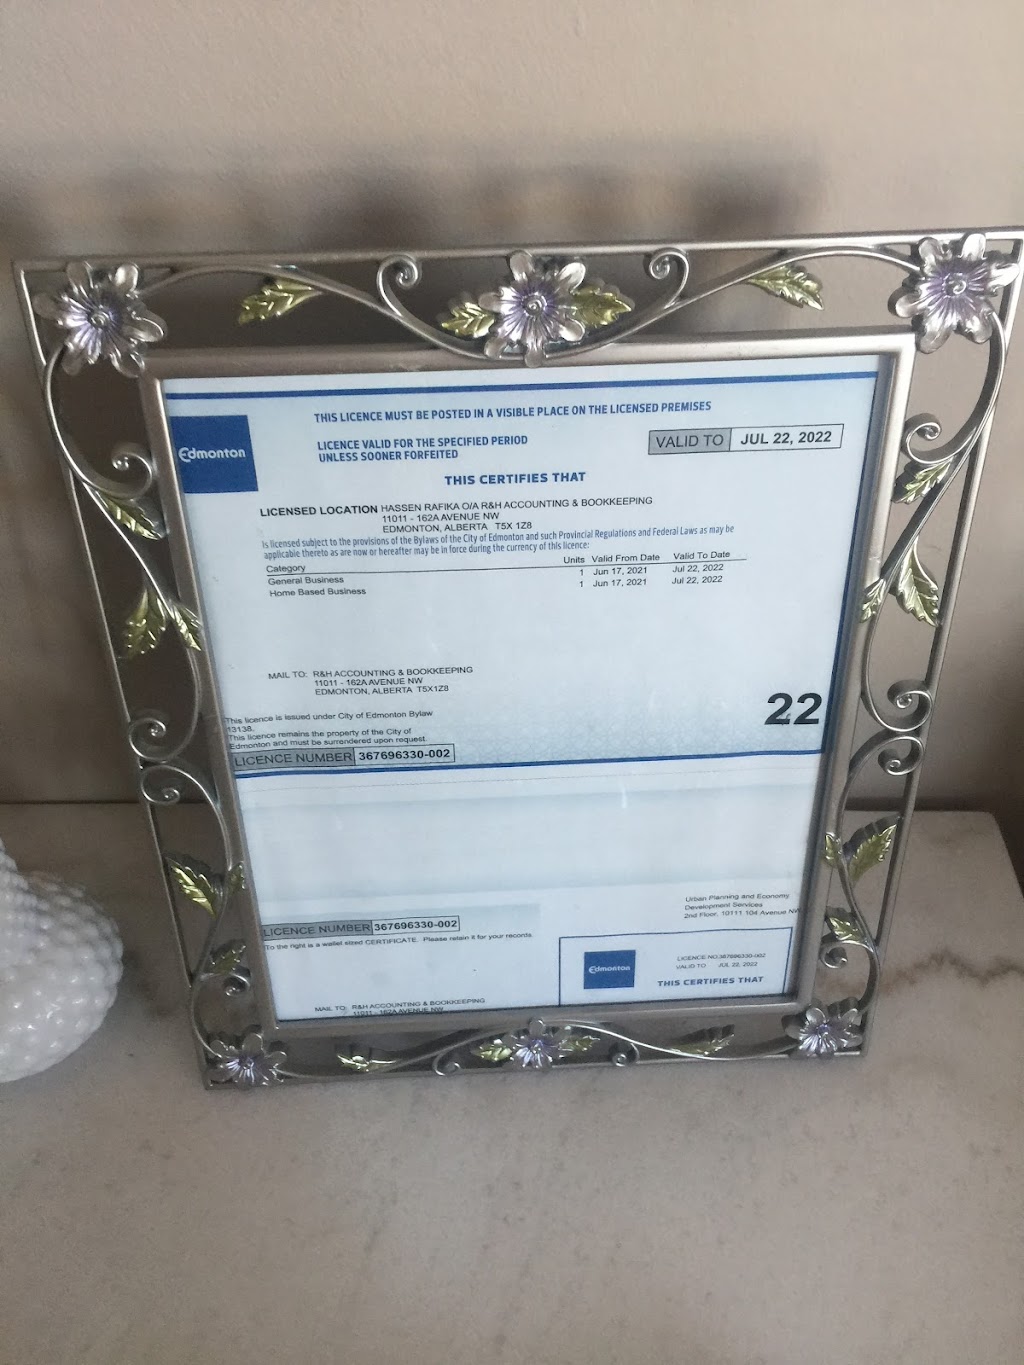 THIS LICENCE MUST BE POSTED IN A VISIBLE PLACE ON THE LICENSED PREMISES
Edmonton
LICENCE VALID FOR THE SPECIFIED PERIOD
UNLESS SOONER FORFEITED
VALID TO JUL 22, 2022
THIS CERTIFIES THAT
LICENSED LOCATION HASSEN RAFIKA O/A R&H ACCOUNTING & BOOKKEEPING
11011 - 162A AVENUE NW
EDMONTON, ALBERTA T5X 1Z8
Is licensed subject to the provisions of the Bylaws of the City of Edmonton and such Provincial Regulations and Federal Laws as may be
applicable thereto as are now or hereafter may be in force during the currency of this licence:
Category Units Valid From Date Valid To Date
General Business 1 Jun 17, 2021 Jul 22, 2022
Home Based Business 1 Jun 17, 2021 Jul 22, 2022
MAIL TO: R&H ACCOUNTING & BOOKKEEPING
11011 - 162A AVENUE NW
EDMONTON, ALBERTA T5X1Z8
22
This licence is issued under City of Edmonton Bylaw
13138.
This licence remains the property of the City of
Edmonton and must be surrendered upon request.
LICENCE NUMBER 367696330-002
Urban Planning and Economy
Development Services
2nd Floor, 10111 104 Avenue NW
LICENCE NUMBER 367696330-002
To the right is a wallet sized CERTIFICATE. Please retain it for your records.
Edmonton
LICENCE NO:367696330-002
VALID TO JUL 22, 2022
THIS CERTIFIES THAT
MAIL TO: R&H ACCOUNTING & BOOKKEEPING
11011 - 162A AVENUE NW